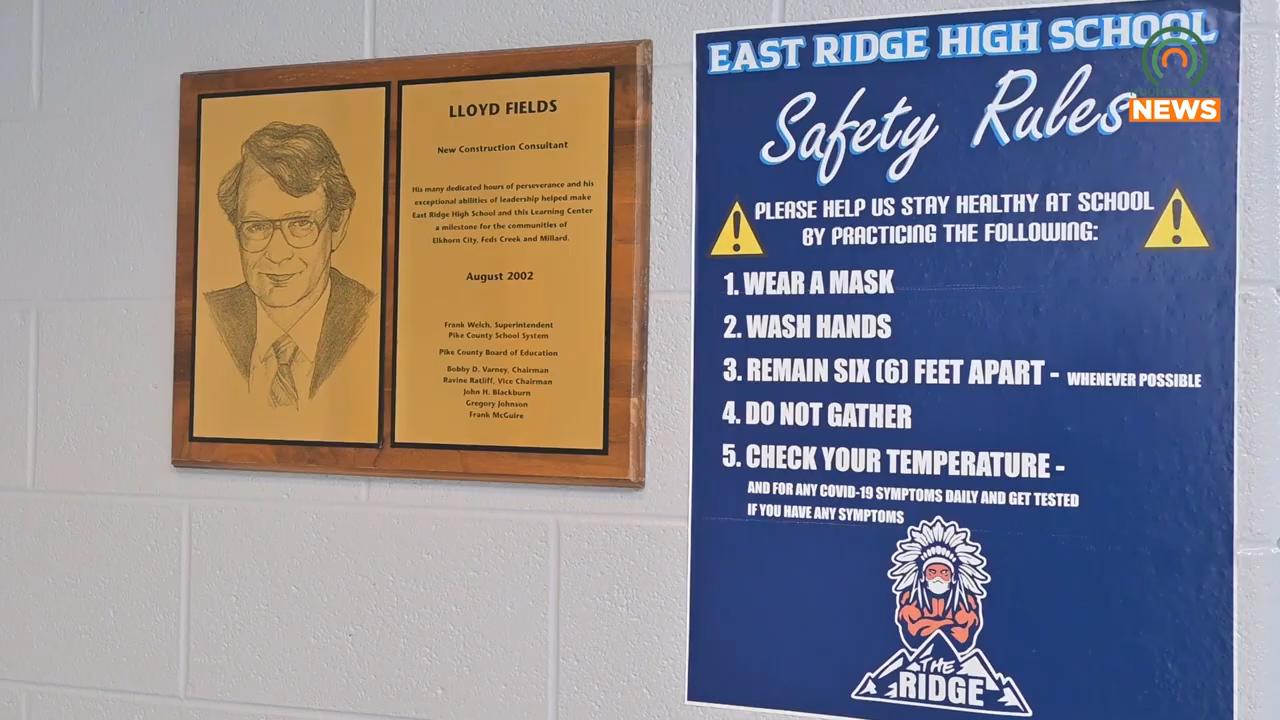 LLOYD FIELDS
New Construction Consultant
His many dedicated hours of perseverance and his
exceptional abilities of leadership helped make
East Ridge High School and this Learning Center
a milestone for the communities of
Elkhorn City, Feds Creek and Millard.
August 2002
Frank Welch, Superintendent
Pike County School System
Pike County Board of Education
Bobby D. Varney, Chairman
Ravine Ratliff, Vice Chairman
John H. Blackburn
Gregory Johnson
Frank McGuire
EAST RIDGE HIGH SCHOOL
Safety Rules
PLEASE HELP US STAY HEALTHY AT SCHOOL
BY PRACTICING THE FOLLOWING:
1. WEAR A MASK
2. WASH HANDS
3. REMAIN SIX (6) FEET APART - WHENEVER POSSIBLE
4. DO NOT GATHER
5. CHECK YOUR TEMPERATURE -
AND FOR ANY COVID-19 SYMPTOMS DAILY AND GET TESTED
IF YOU HAVE ANY SYMPTOMS
THE
RIDGE
NEWS